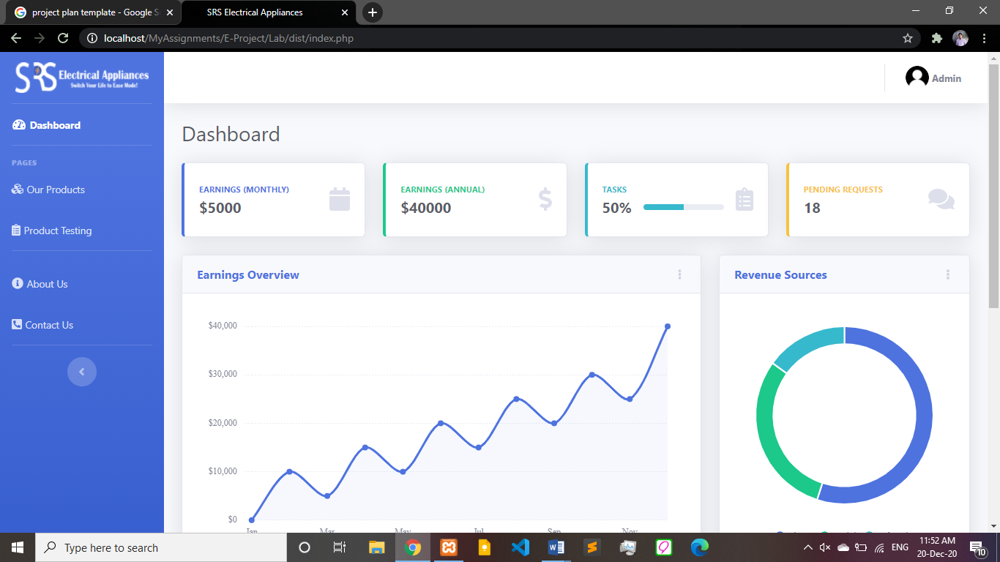 project plan template - Google S
SRS Electrical Appliances
localhost/MyAssignments/E-Project/Lab/dist/index.php
SRS Electrical Appliances
Switch Your Life to Ease Mode!
Admin
Dashboard
PAGES
Our Products
Product Testing
About Us
Contact Us
Dashboard
EARNINGS (MONTHLY)
$5000
EARNINGS (ANNUAL)
$40000
TASKS
50%
PENDING REQUESTS
18
Earnings Overview
$40,000
$30,000
$20,000
$10,000
$0
Jan Mar May Jul Sep Nov
Revenue Sources
Type here to search
ENG
11:52 AM
20-Dec-20
10